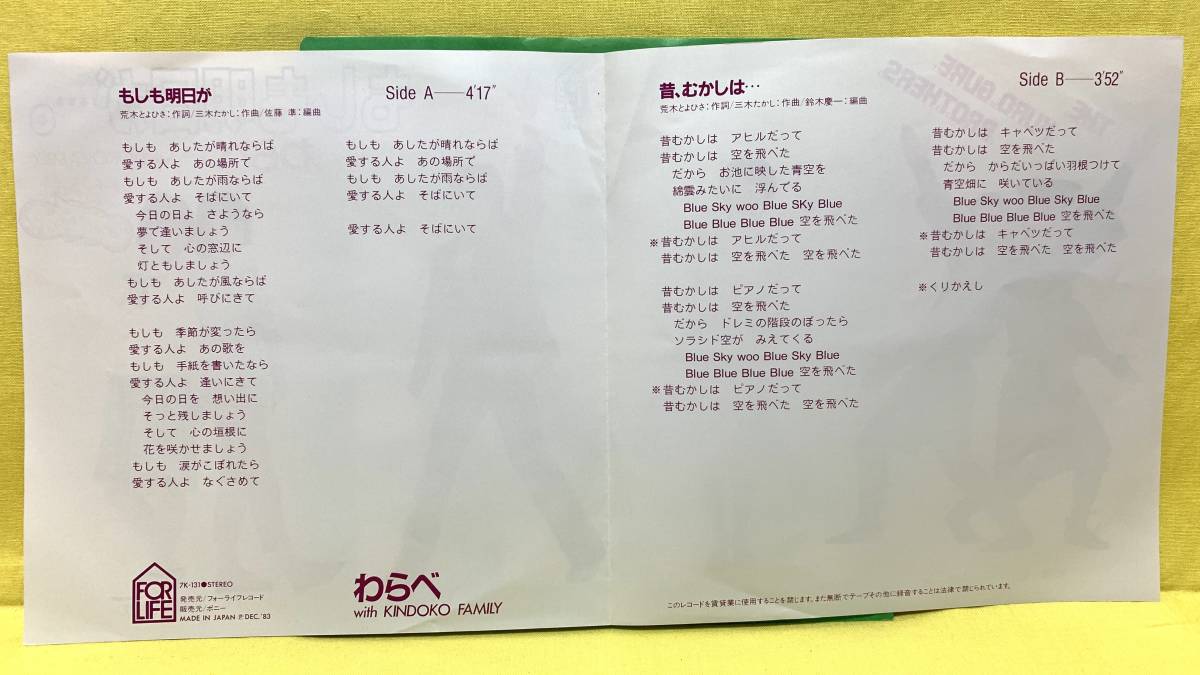 もしも明日が
Side A──4'17"
荒木とよひさ:作詞/三木たかし:作曲/佐藤 準:編曲
もしも あしたが晴れならば
愛する人よ あの場所で
もしも あしたが雨ならば
愛する人よ そばにいて
今日の日よ さようなら
夢で逢いましょう
そして 心の窓辺に
灯ともしましょう
もしも あしたが風ならば
愛する人よ 呼びにきて
もしも 季節が変ったら
愛する人よ あの歌を
もしも 手紙を書いたなら
愛する人よ 逢いにきて
今日の日を 想い出に
そっと残しましょう
そして 心の垣根に
花を咲かせましょう
もしも 涙がこぼれたら
愛する人よ なぐさめて
もしも あしたが晴れならば
愛する人よ あの場所で
もしも あしたが雨ならば
愛する人よ そばにいて
愛する人よ そばにいて
FOR LIFE
7K-131●STEREO
発売元/フォーライフレコード
販売元/ポニー
MADE IN JAPAN Ⓟ DEC.'83
わらべ
with KINDOKO FAMILY
昔、むかしは…
Side B──3'52"
荒木とよひさ:作詞/三木たかし:作曲/鈴木慶一:編曲
昔むかしは アヒルだって
昔むかしは 空を飛べた
だから お池に映した青空を
綿雲みたいに 浮んでる
Blue Sky woo Blue SKy Blue
Blue Blue Blue Blue 空を飛べた
※昔むかしは アヒルだって
昔むかしは 空を飛べた 空を飛べた
昔むかしは ピアノだって
昔むかしは 空を飛べた
だから ドレミの階段のぼったら
ソラシド空が みえてくる
Blue Sky woo Blue Sky Blue
Blue Blue Blue Blue 空を飛べた
※昔むかしは ピアノだって
昔むかしは 空を飛べた 空を飛べた
昔むかしは キャベツだって
昔むかしは 空を飛べた
だから からだいっぱい羽根つけて
青空畑に 咲いている
Blue Sky woo Blue Sky Blue
Blue Blue Blue Blue 空を飛べた
※昔むかしは キャベツだって
昔むかしは 空を飛べた 空を飛べた
※くりかえし
このレコードを賃貸業に使用することを禁じます。また無断でテープその他に録音することは法律で禁じられています。